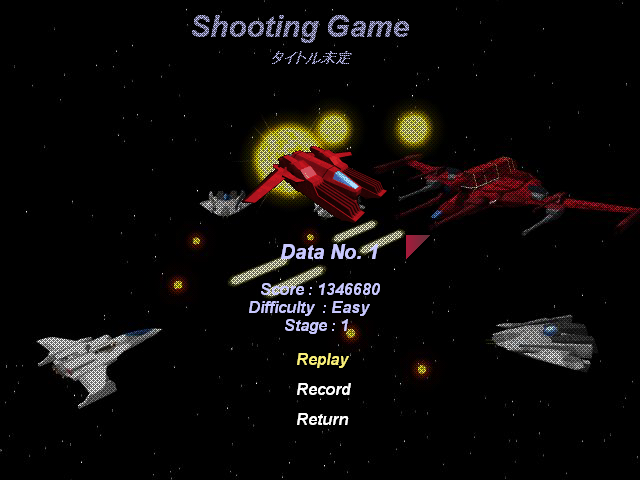 Shooting Game
タイトル未定
Data No. 1
Score : 1346680
Difficulty : Easy
Stage : 1
Replay
Record
Return